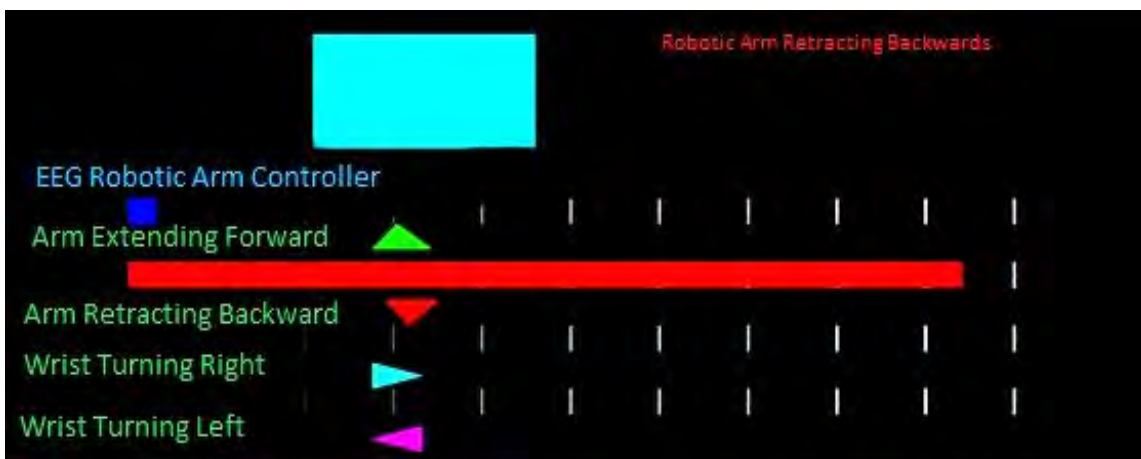 Robotic Arm Retracting Backwards
EEG Robotic Arm Controller
Arm Extending Forward
Arm Retracting Backward
Wrist Turning Right
Wrist Turning Left